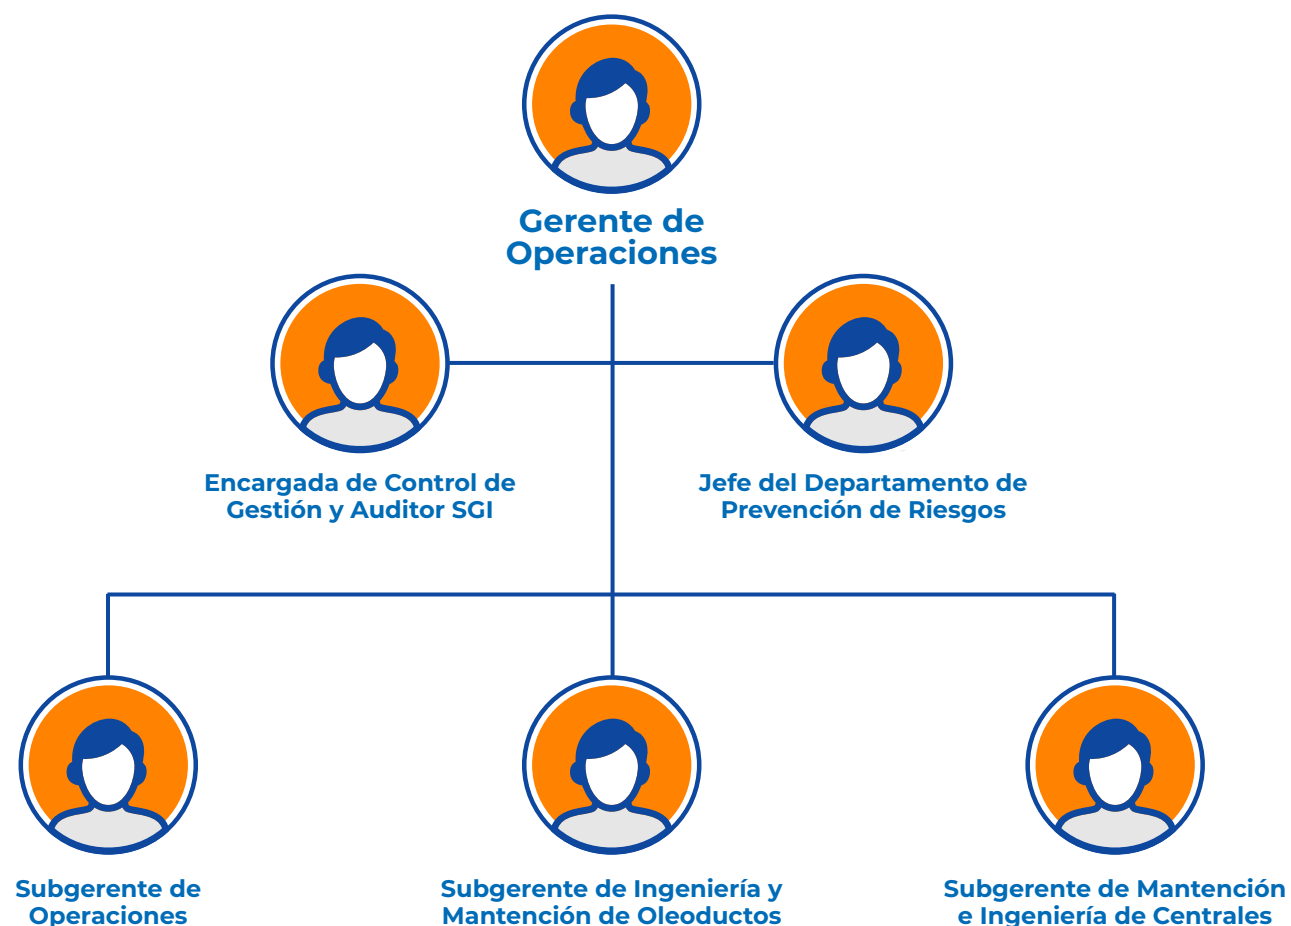 Gerente de
Operaciones
Encargada de Control de
Gestión y Auditor SGI
Jefe del Departamento de
Prevención de Riesgos
Subgerente de
Operaciones
Subgerente de Ingeniería y
Mantención de Oleoductos
Subgerente de Mantención
e Ingeniería de Centrales